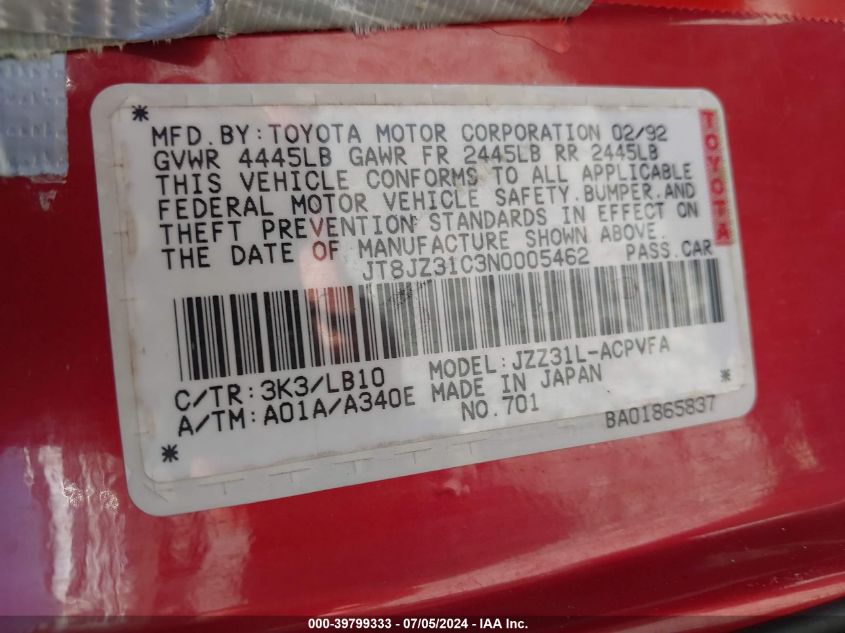 MFD. BY: TOYOTA MOTOR CORPORATION 02/92
GVWR 4445LB GAWR FR 2445LB RR 2445LB
THIS VEHICLE CONFORMS TO ALL APPLICABLE
FEDERAL MOTOR VEHICLE SAFETY.BUMPER.AND
THEFT PREVENTION STANDARDS IN EFFECT ON
THE DATE OF MANUFACTURE SHOWN ABOVE.
JT8JZ31C3N0005462 PASS.CAR
TOYOTA
C/TR: 3K3/LB10 MODEL: JZZ31L-ACPVFA
A/TM: A01A/A340E MADE IN JAPAN
NO.701 BA01865837
000-39799333 - 07/05/2024 - IAA Inc.